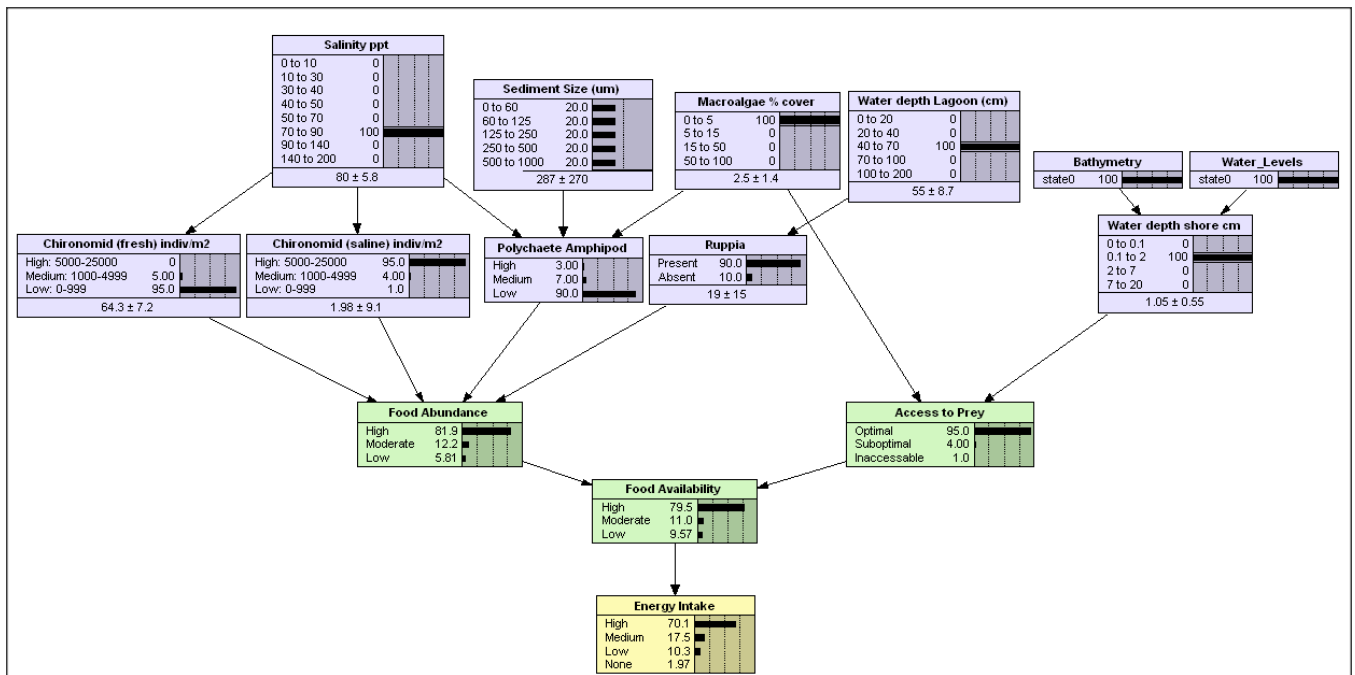 Salinity ppt
0 to 10 0
10 to 30 0
30 to 40 0
40 to 50 0
50 to 70 0
70 to 90 100
90 to 140 0
140 to 200 0
80 ± 5.8
Sediment Size (um)
0 to 60 20.0
60 to 125 20.0
125 to 250 20.0
250 to 500 20.0
500 to 1000 20.0
287 ± 270
Macroalgae % cover
0 to 5 100
5 to 15 0
15 to 50 0
50 to 100 0
2.5 ± 1.4
Water depth Lagoon (cm)
0 to 20 0
20 to 40 0
40 to 70 100
70 to 100 0
100 to 200 0
55 ± 8.7
Bathymetry
state0 100
Water_Levels
state0 100
Chironomid (fresh) indiv/m2
High: 5000-25000 0
Medium: 1000-4999 5.00
Low: 0-999 95.0
64.3 ± 7.2
Chironomid (saline) indiv/m2
High: 5000-25000 95.0
Medium: 1000-4999 4.00
Low: 0-999 1.0
1.98 ± 9.1
Polychaete Amphipod
High 3.00
Medium 7.00
Low 90.0
Ruppia
Present 90.0
Absent 10.0
19 ± 15
Water depth shore cm
0 to 0.1 0
0.1 to 2 100
2 to 7 0
7 to 20 0
1.05 ± 0.55
Food Abundance
High 81.9
Moderate 12.2
Low 5.81
Access to Prey
Optimal 95.0
Suboptimal 4.00
Inaccessable 1.0
Food Availability
High 79.5
Moderate 11.0
Low 9.57
Energy Intake
High 70.1
Medium 17.5
Low 10.3
None 1.97